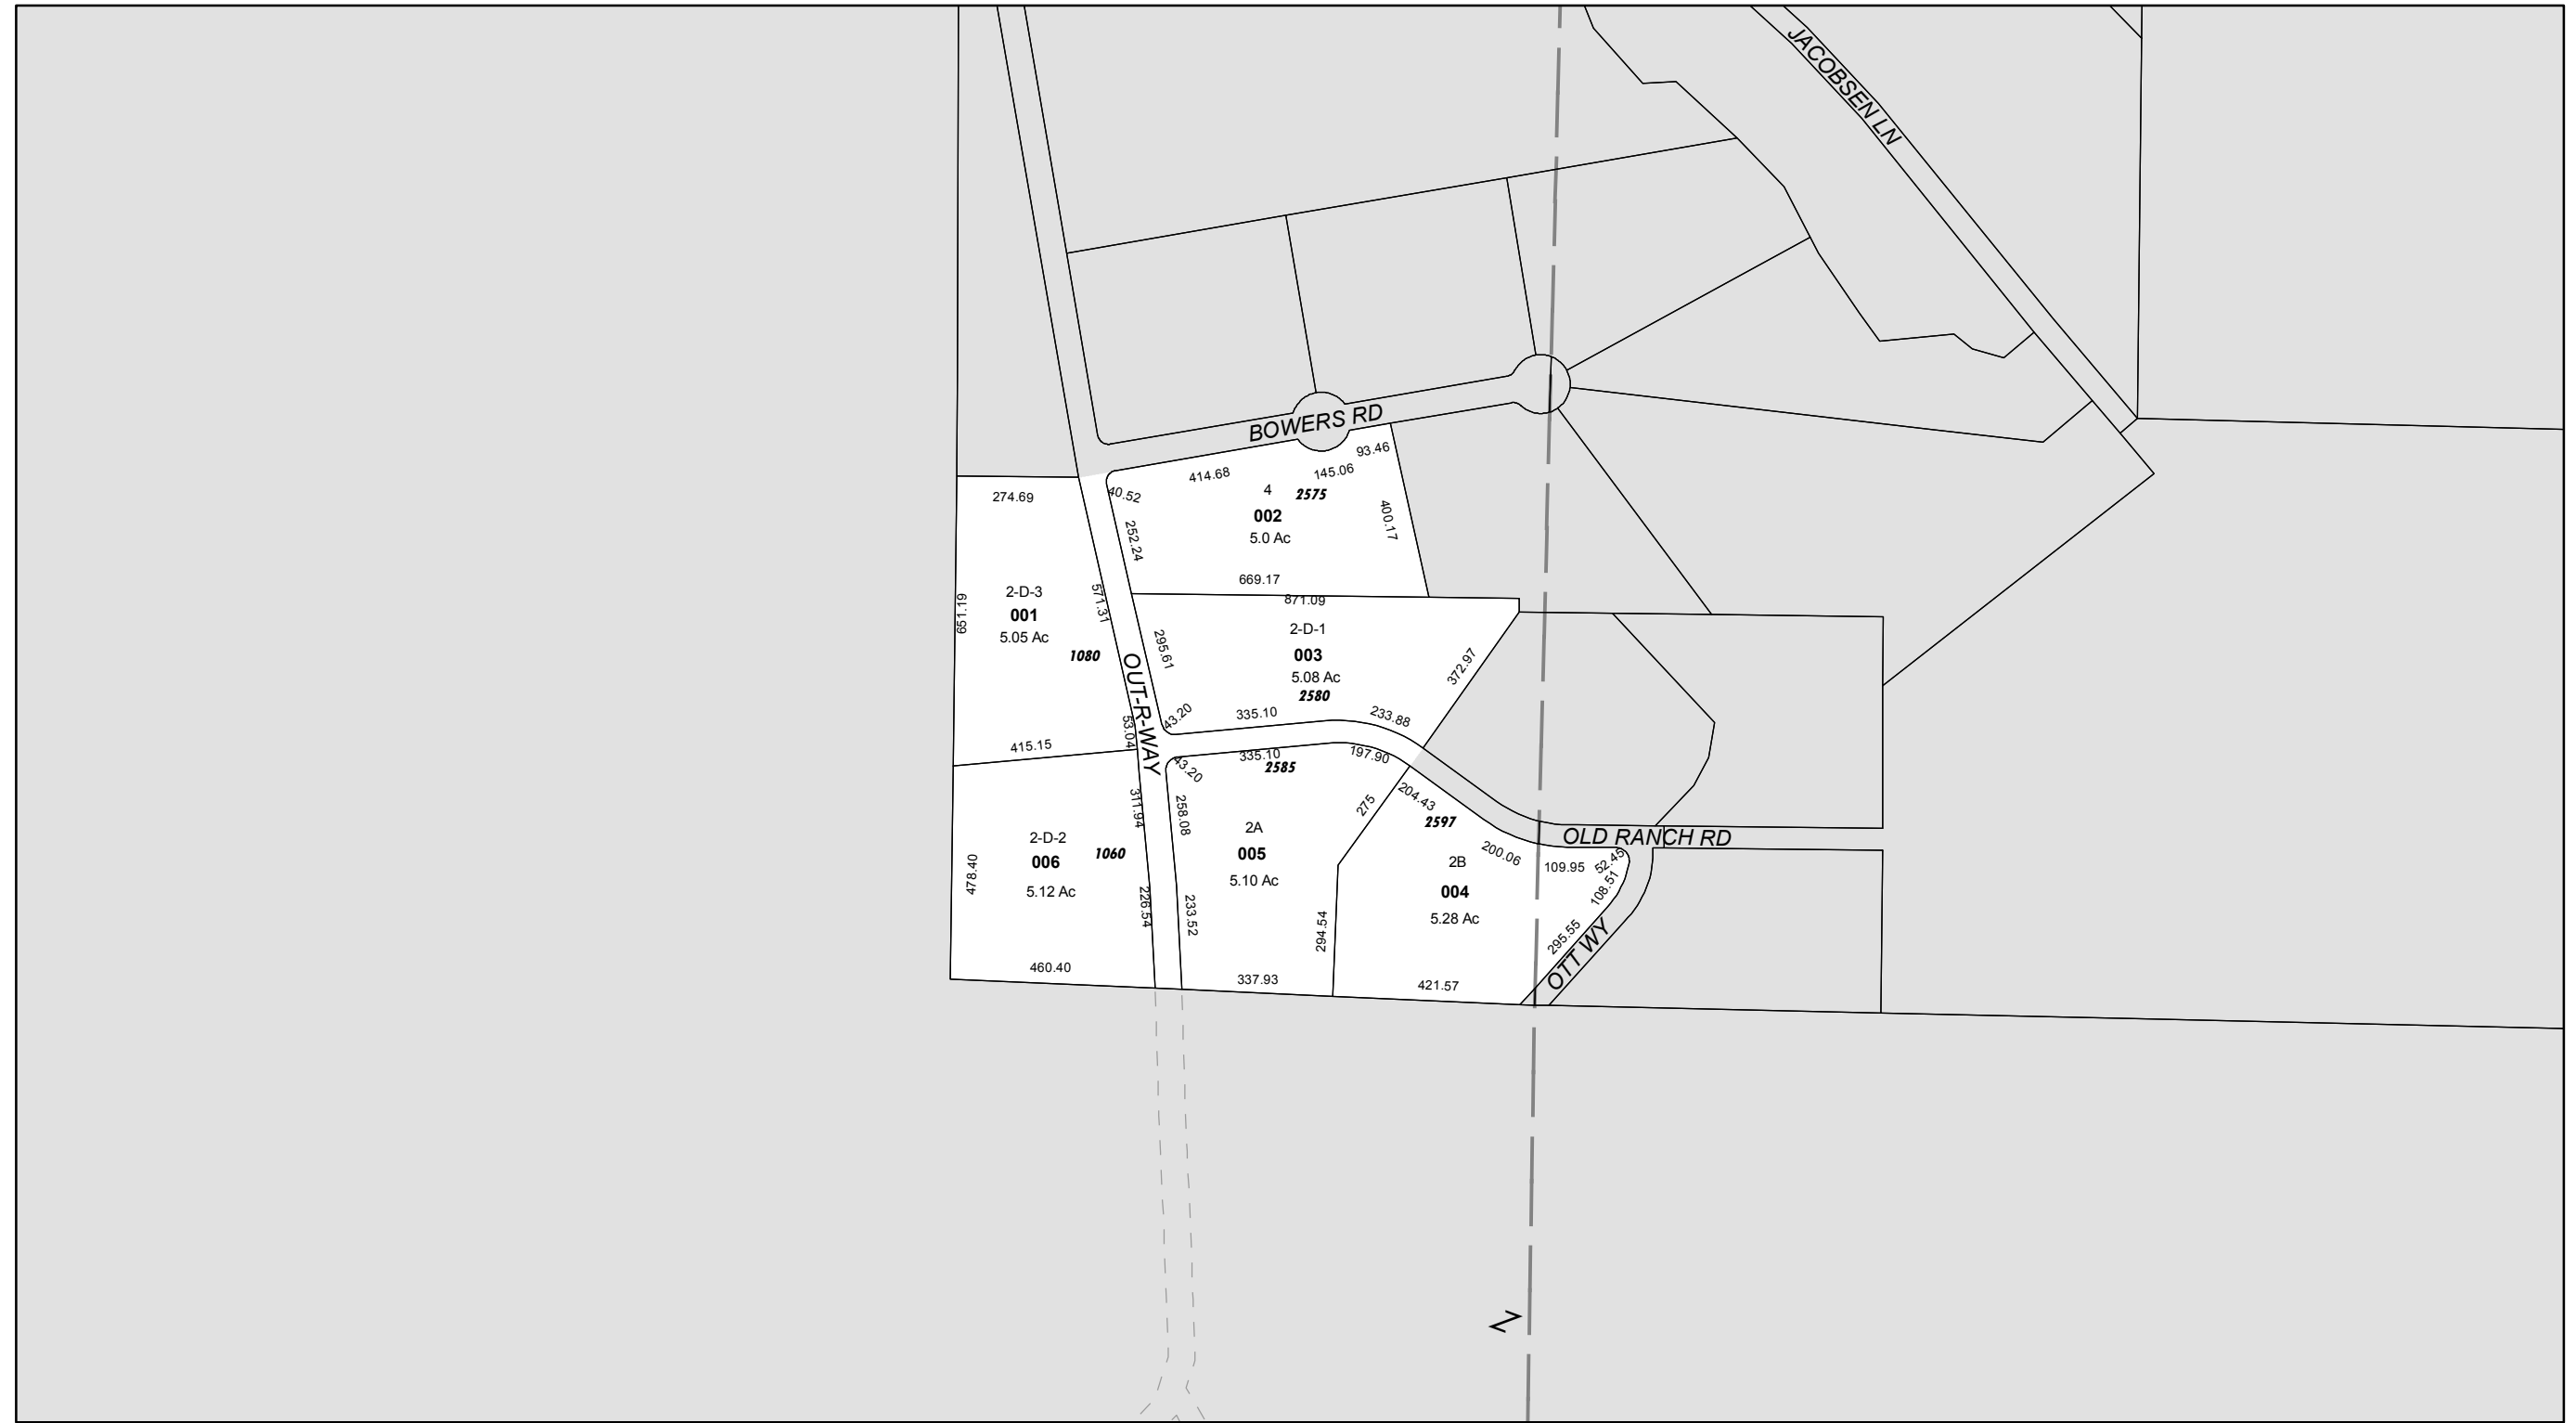 JACOBSEN LN
BOWERS RD
93.46
414.68
145.06
40.52
4
2575
002
5.0 Ac
252.24
400.17
669.17
274.69
2-D-3
001
5.05 Ac
1080
651.19
571.31
53.04
415.15
OUT-R-WAY
871.09
2-D-1
003
5.08 Ac
2580
295.61
372.97
43.20
335.10
233.88
335.10
2585
43.20
197.90
258.08
275
2A
005
5.10 Ac
233.52
294.54
337.93
204.43
2597
2B
004
5.28 Ac
200.06
109.95
52.45
108.51
295.55
421.57
OLD RANCH RD
OTT WY
311.94
2-D-2
006
1060
5.12 Ac
478.40
226.54
460.40
N